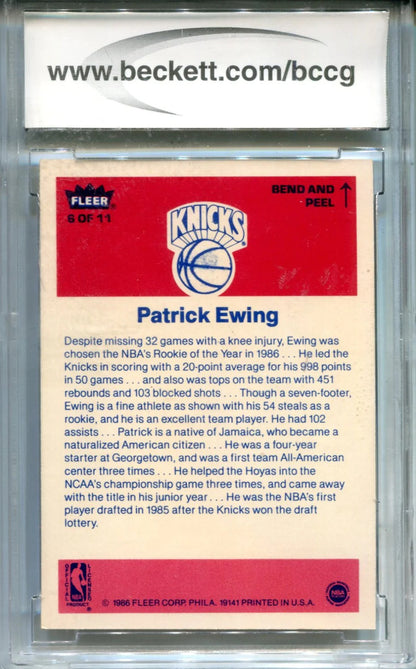 www.beckett.com/bccg
FLEER
6 OF 11
BEND AND
PEEL
KNICKS
Patrick Ewing
Despite missing 32 games with a knee injury, Ewing was
chosen the NBA's Rookie of the Year in 1986 . . . He led the
Knicks in scoring with a 20-point average for his 998 points
in 50 games . . . and also was tops on the team with 451
rebounds and 103 blocked shots . . . Though a seven-footer,
Ewing is a fine athlete as shown with his 54 steals as a
rookie, and he is an excellent team player. He had 102
assists . . . Patrick is a native of Jamaica, who became a
naturalized American citizen . . . He was a four-year
starter at Georgetown, and was a first team All-American
center three times . . . He helped the Hoyas into the
NCAA's championship game three times, and came away
with the title in his junior year . . . He was the NBA's first
player drafted in 1985 after the Knicks won the draft
lottery.
OFFICIAL
LICENSED
NBA
PRODUCT
© 1986 FLEER CORP. PHILA. 19141 PRINTED IN U.S.A.
NBA